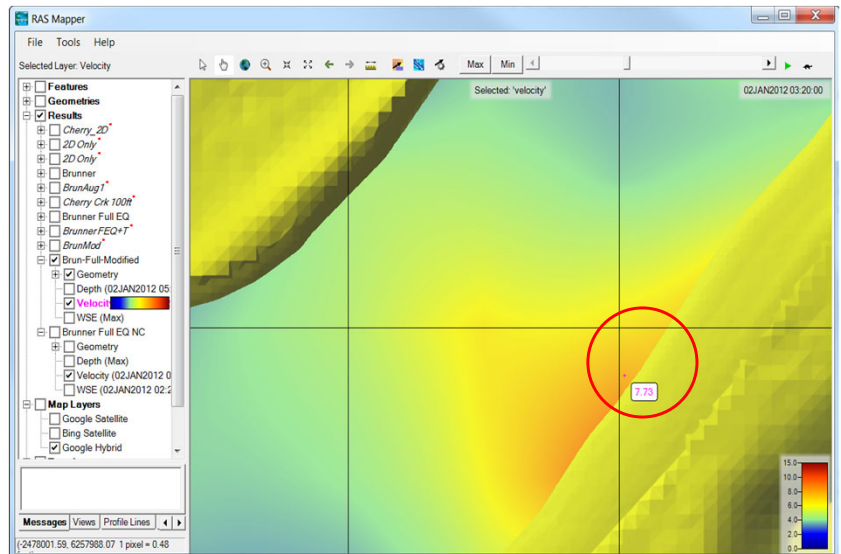 RAS Mapper
File Tools Help
Selected Layer: Velocity
Max Min
Features
Geometries
Results
Cherry_2D
2D Only
2D Only
Brunner
BrunAug1
Cherry Crk 100ft
Brunner Full EQ
BrunnerFEQ+T
BrunMod
Brun-Full-Modified
Geometry
Depth (02JAN2012 05:
Velocit
WSE (Max)
Brunner Full EQ NC
Geometry
Depth (Max)
Velocity (02JAN2012 0
WSE (02JAN2012 02:2
Map Layers
Google Satellite
Bing Satellite
Google Hybrid
Messages Views Profile Lines
(-2478001.59, 6257988.07 1 pixel = 0.48
Selected: 'velocity'
02JAN2012 03:20:00
7.73
15.0
10.0
8.0
6.0
4.0
2.0
0.0